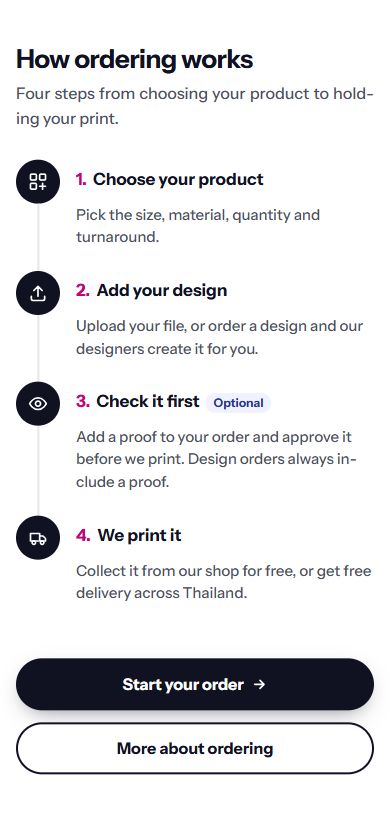 How ordering works
Four steps from choosing your product to hold-
ing your print.
1. Choose your product
Pick the size, material, quantity and
turnaround.
2. Add your design
Upload your file, or order a design and our
designers create it for you.
3. Check it first Optional
Add a proof to your order and approve it
before we print. Design orders always in-
clude a proof.
4. We print it
Collect it from our shop for free, or get free
delivery across Thailand.
Start your order →
More about ordering